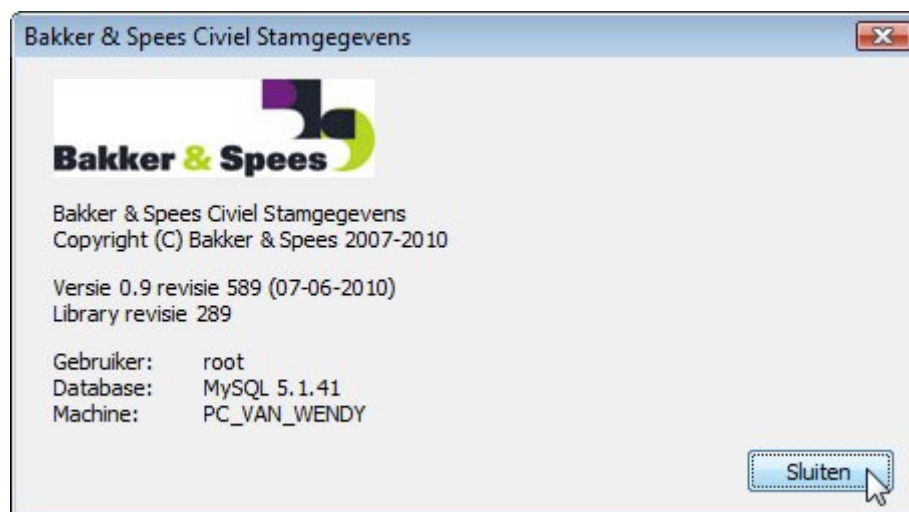 Bakker & Spees Civiel Stamgegevens
Bakker & Spees
Bakker & Spees Civiel Stamgegevens
Copyright (C) Bakker & Spees 2007-2010
Versie 0.9 revisie 589 (07-06-2010)
Library revisie 289
Gebruiker: root
Database: MySQL 5.1.41
Machine: PC_VAN_WENDY
Sluiten